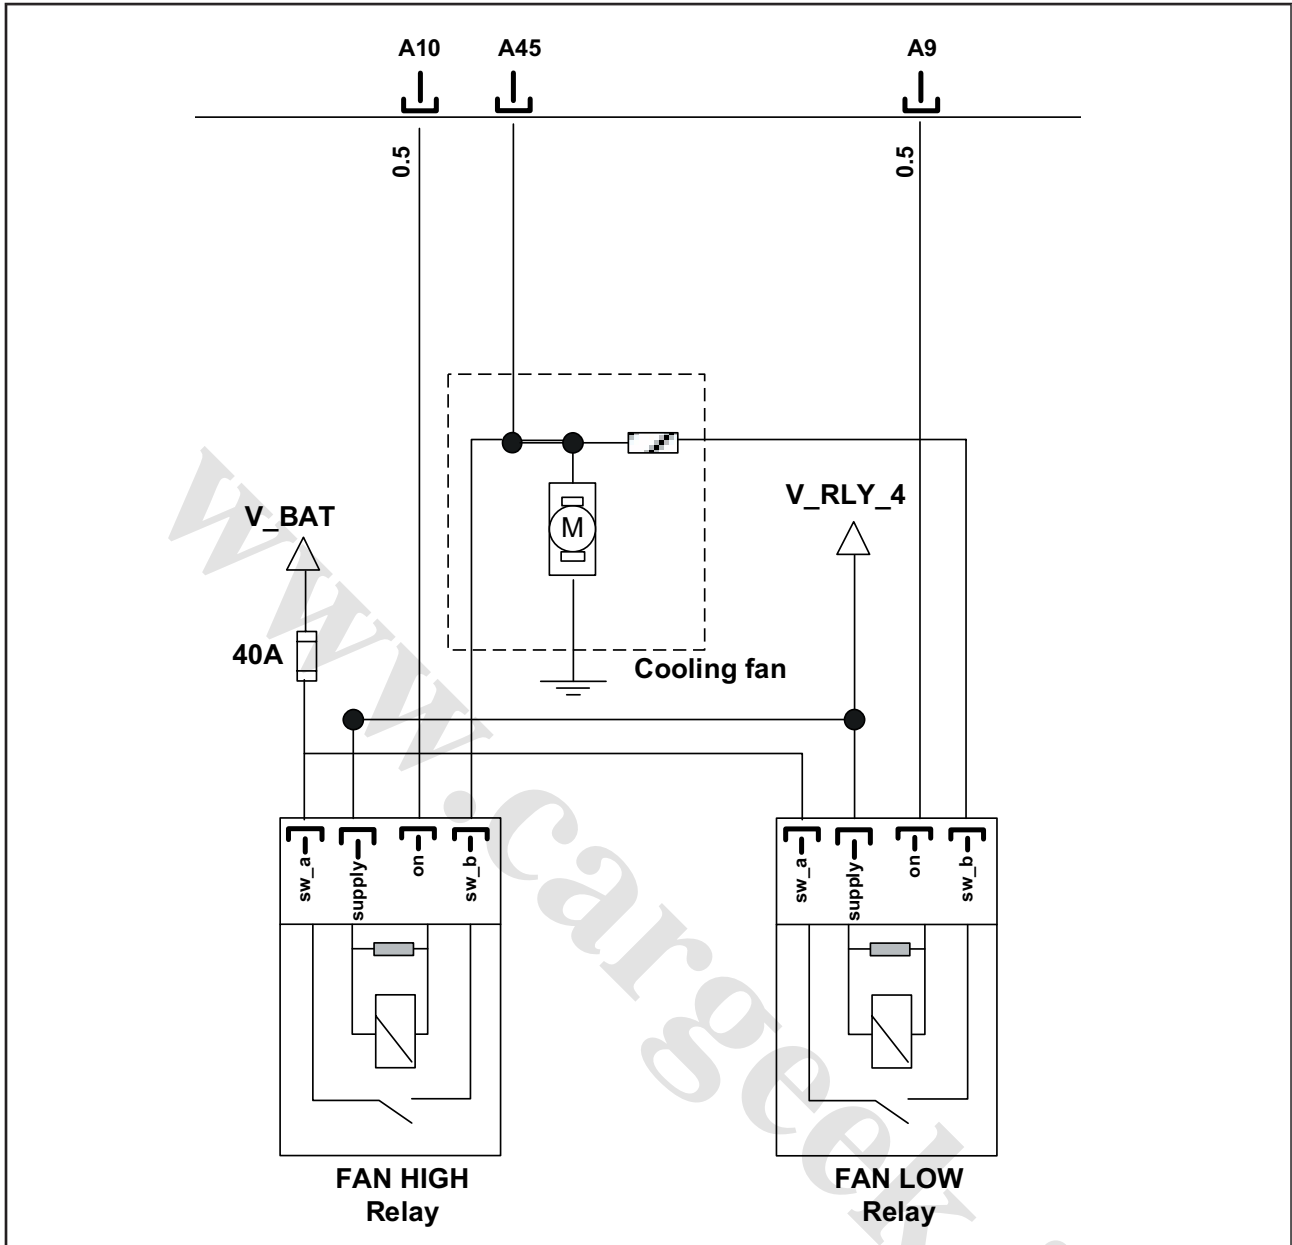 A10 A45 A9
0.5 0.5
V_BAT
M
V_RLY_4
40A
Cooling fan
sw_a supply on sw_b
sw_a supply on sw_b
FAN HIGH
Relay
FAN LOW
Relay
www.cargeek